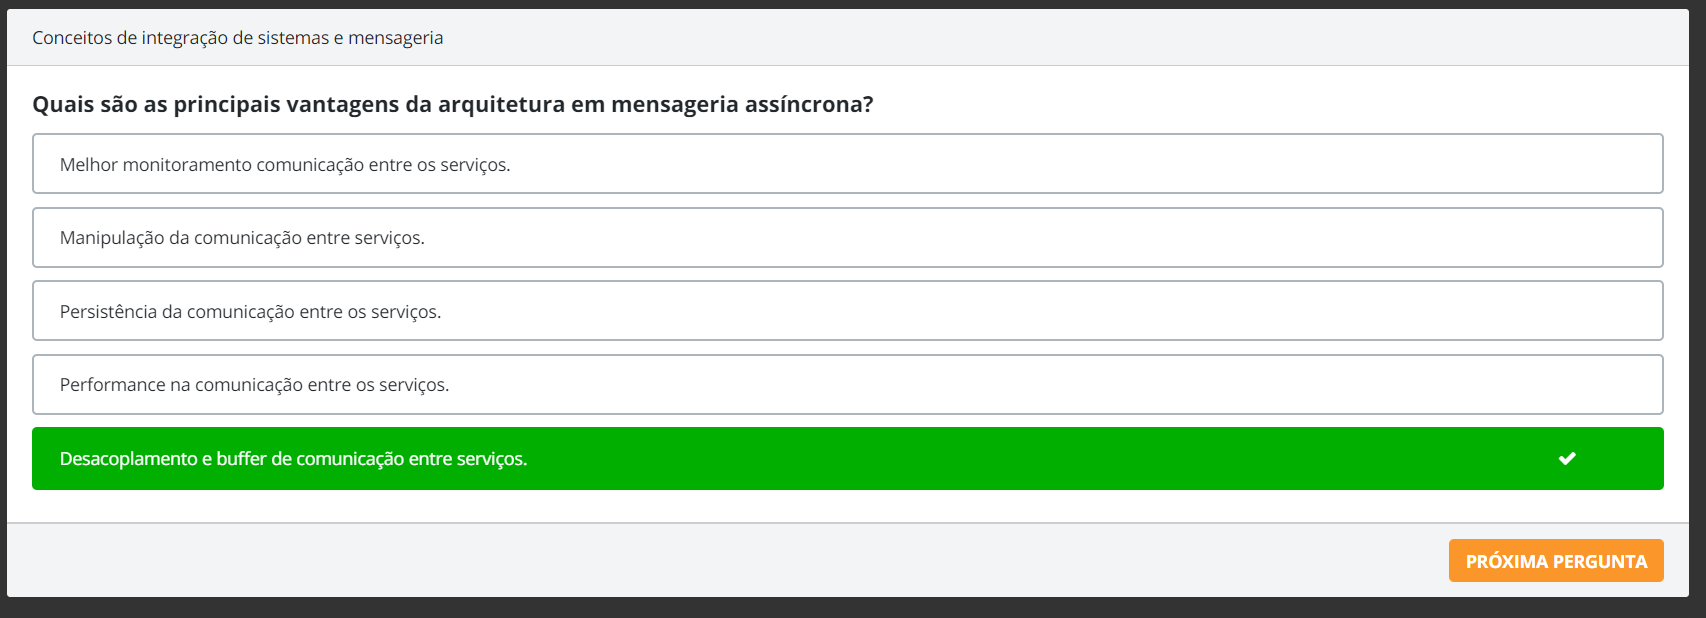 Conceitos de integração de sistemas e mensageria
Quais são as principais vantagens da arquitetura em mensageria assíncrona?
Melhor monitoramento comunicação entre os serviços.
Manipulação da comunicação entre serviços.
Persistência da comunicação entre os serviços.
Performance na comunicação entre os serviços.
Desacoplamento e buffer de comunicação entre serviços.
PRÓXIMA PERGUNTA